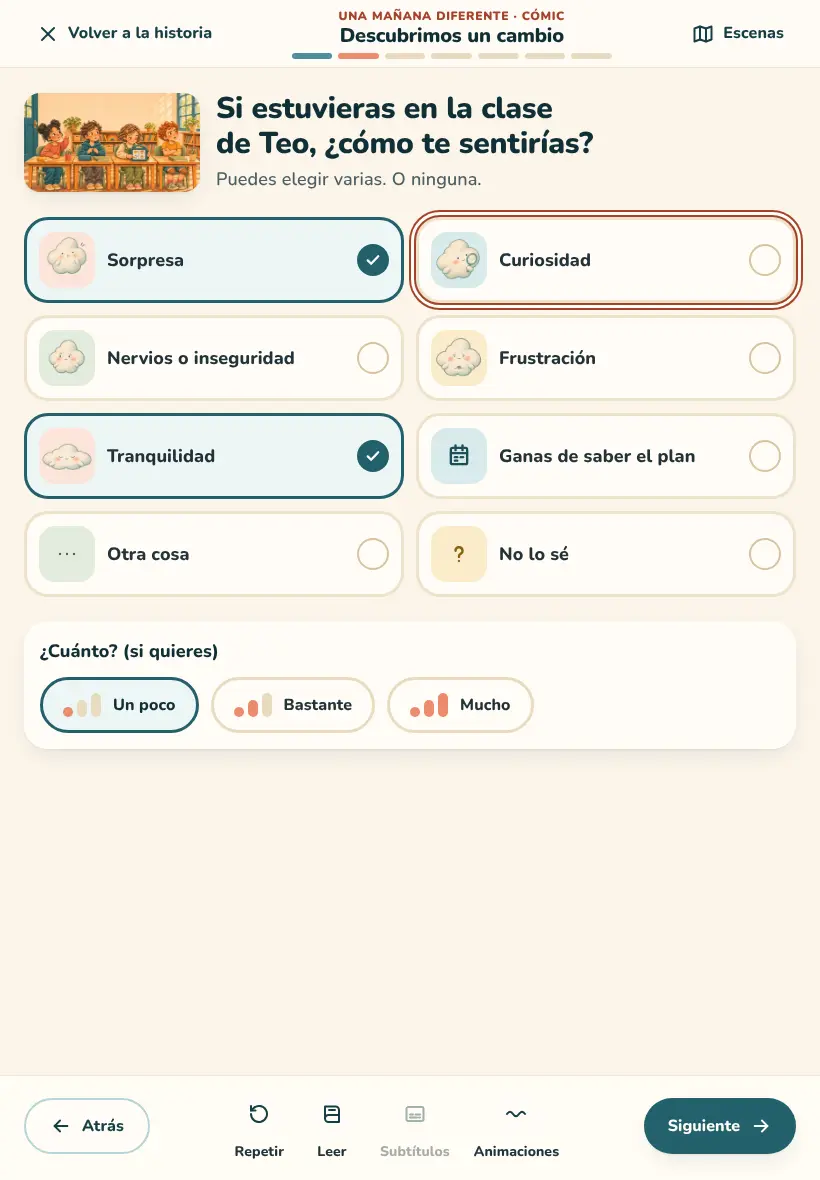 Volver a la historia
UNA MAÑANA DIFERENTE · CÓMIC
Descubrimos un cambio
Escenas
Si estuvieras en la clase
de Teo, ¿cómo te sentirías?
Puedes elegir varias. O ninguna.
Sorpresa
Curiosidad
Nervios o inseguridad
Frustración
Tranquilidad
Ganas de saber el plan
... Otra cosa
? No lo sé
¿Cuánto? (si quieres)
Un poco
Bastante
Mucho
Atrás
Repetir
Leer
Subtítulos
Animaciones
Siguiente